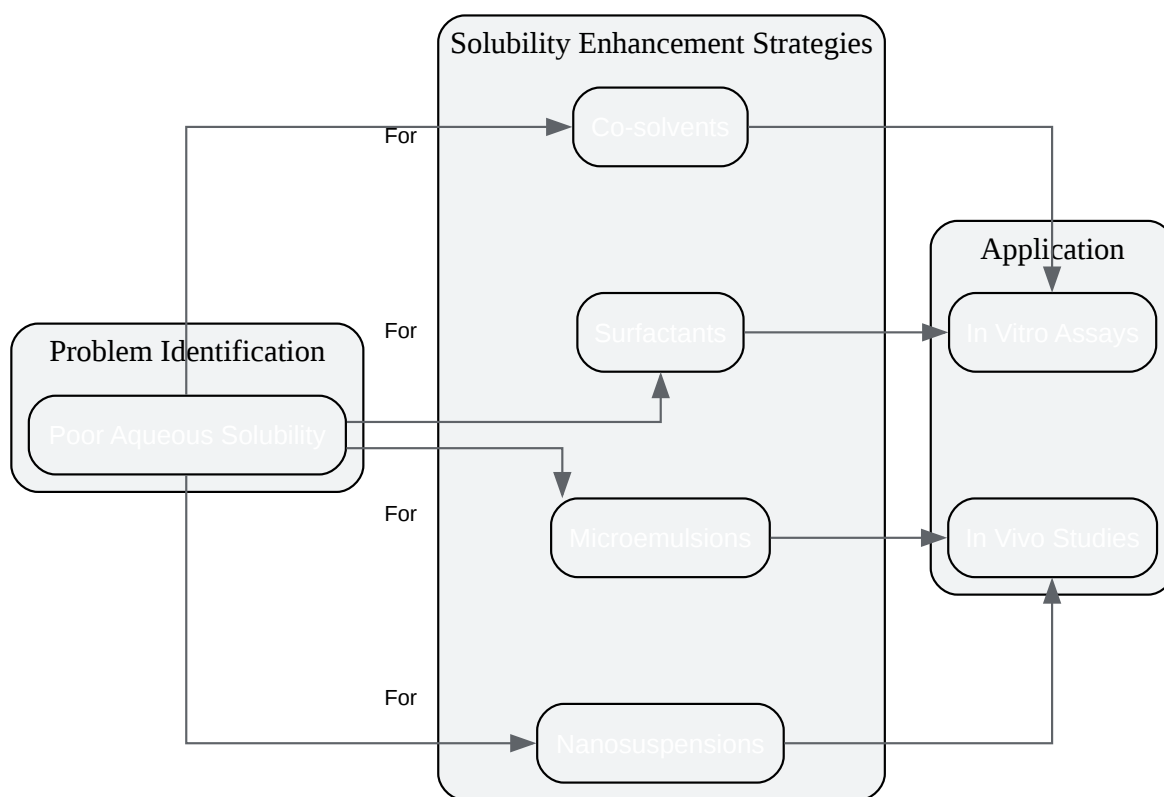 Solubility Enhancement Strategies
Co-solvents
For
Application
Surfactants
In Vitro Assays
For
Problem Identification
Poor Aqueous Solubility
For
Microemulsions
In Vivo Studies
For
Nanosuspensions